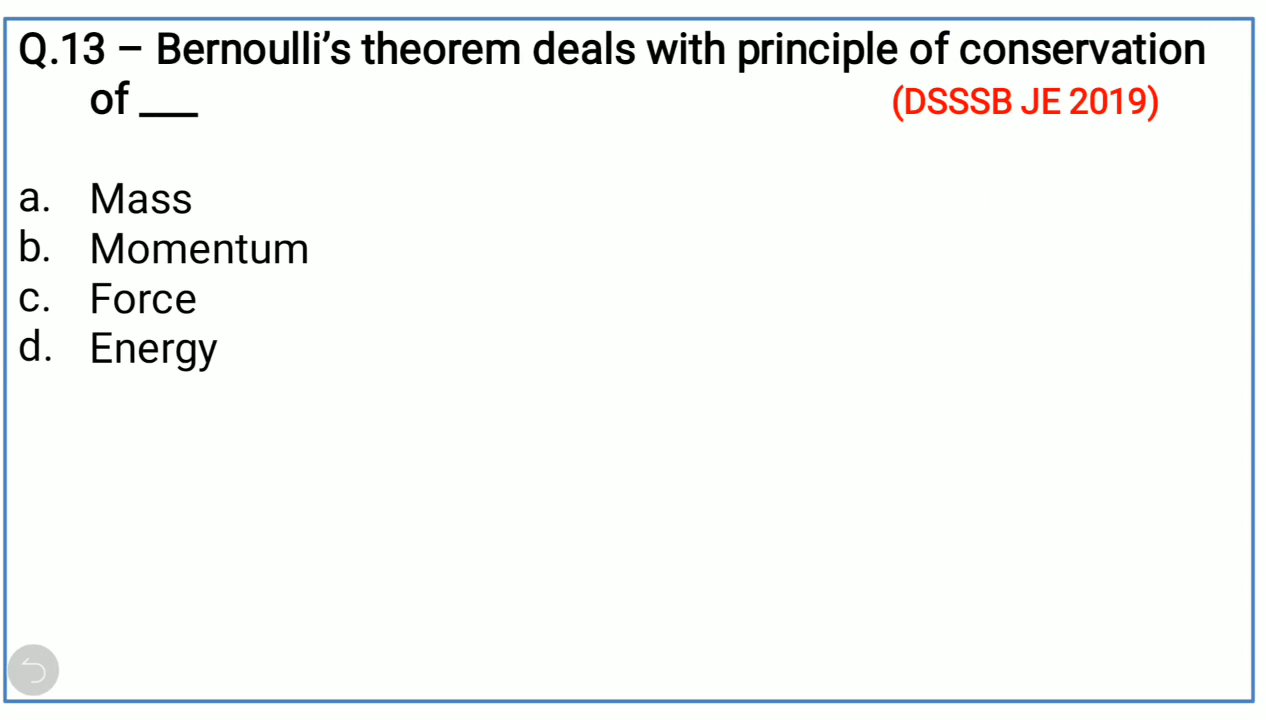 Q.13 – Bernoulli’s theorem deals with principle of conservation
of ___ (DSSSB JE 2019)
a. Mass
b. Momentum
c. Force
d. Energy